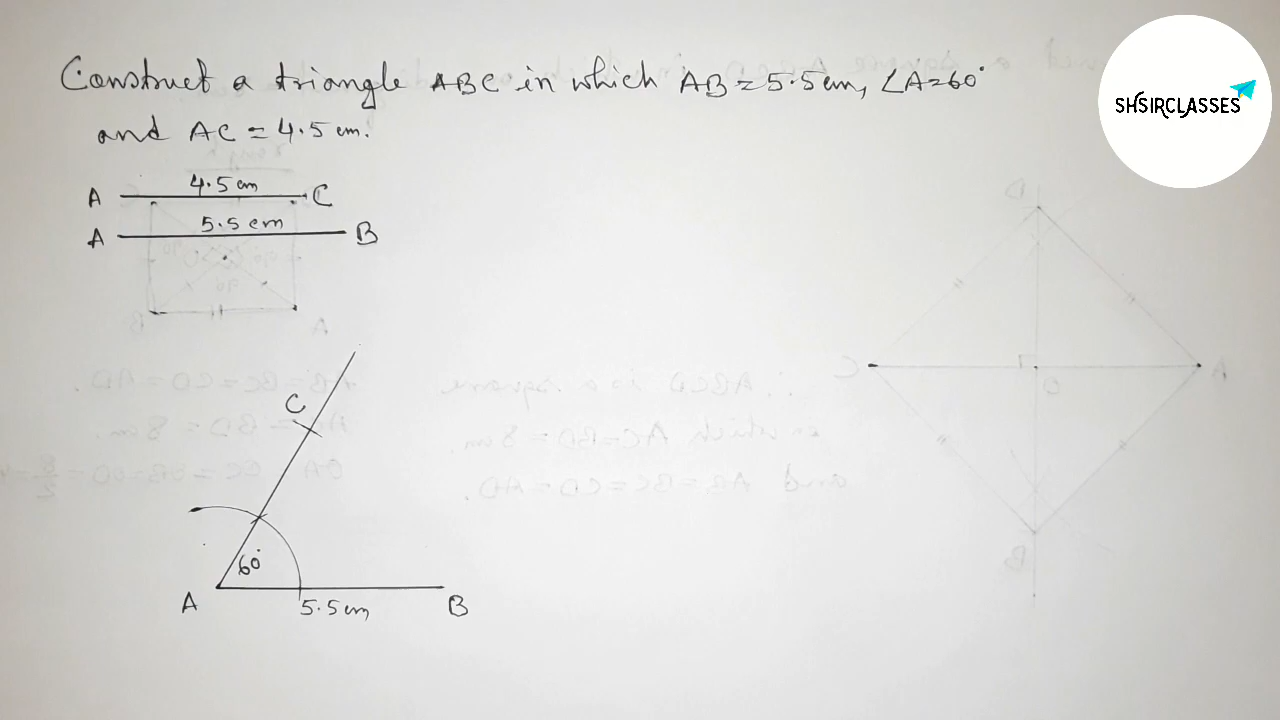 Construct a triangle ABC in which AB = 5.5 cm, ∠A = 60°
and AC = 4.5 cm.
SHSIRCLASSES
A 4.5 cm C
A 5.5 cm B
C
60°
A 5.5 cm B